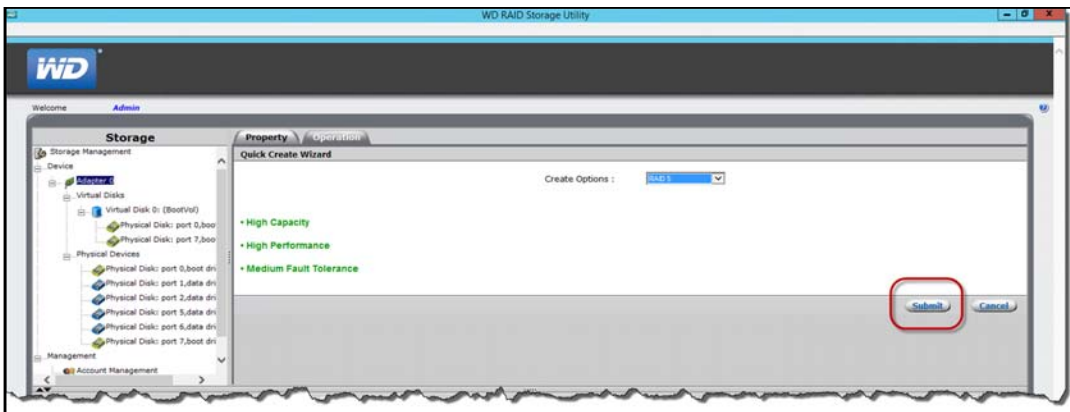 WD RAID Storage Utility
WD
Welcome Admin
Storage
Storage Management
Device
Adapter 0
Virtual Disks
Virtual Disk 0: (BootVol)
Physical Disk: port 0,boo
Physical Disk: port 7,boo
Physical Devices
Physical Disk: port 0,boot dri
Physical Disk: port 1,data dri
Physical Disk: port 2,data dri
Physical Disk: port 5,data dri
Physical Disk: port 6,data dri
Physical Disk: port 7,boot dri
Management
Account Management
Property Operation
Quick Create Wizard
Create Options : RAID 5
• High Capacity
• High Performance
• Medium Fault Tolerance
Submit Cancel